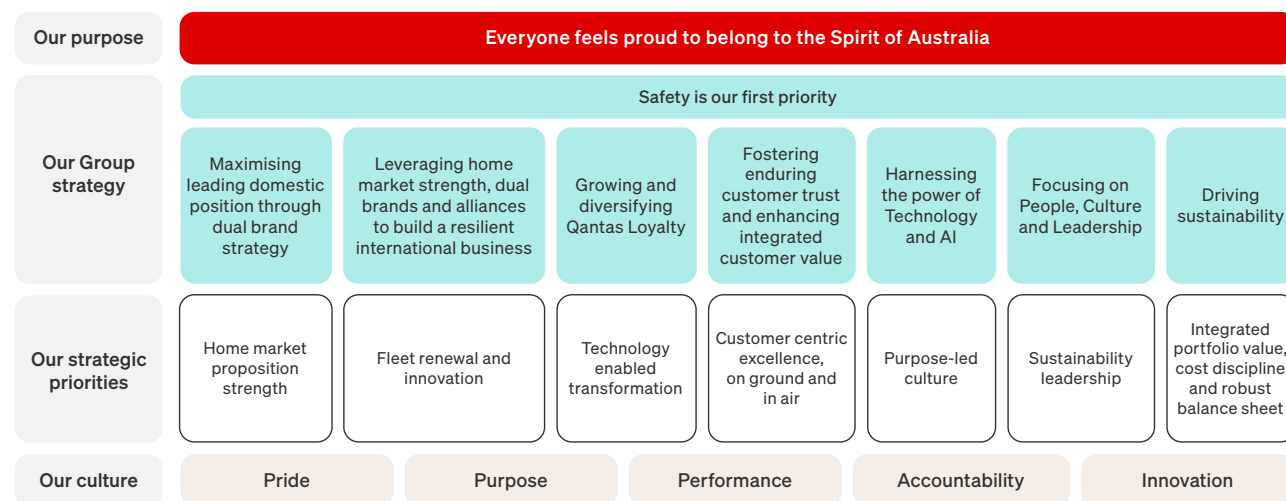 Our purpose
Everyone feels proud to belong to the Spirit of Australia
Our Group
strategy
Safety is our first priority
Maximising
leading domestic
position through
dual brand
strategy
Leveraging home
market strength, dual
brands and alliances
to build a resilient
international business
Growing and
diversifying
Qantas Loyalty
Fostering
enduring
customer trust
and enhancing
integrated
customer value
Harnessing
the power of
Technology
and AI
Focusing on
People, Culture
and Leadership
Driving
sustainability
Our strategic
priorities
Home market
proposition
strength
Fleet renewal and
innovation
Technology
enabled
transformation
Customer centric
excellence,
on ground and
in air
Purpose-led
culture
Sustainability
leadership
Integrated
portfolio value,
cost discipline
and robust
balance sheet
Our culture
Pride
Purpose
Performance
Accountability
Innovation